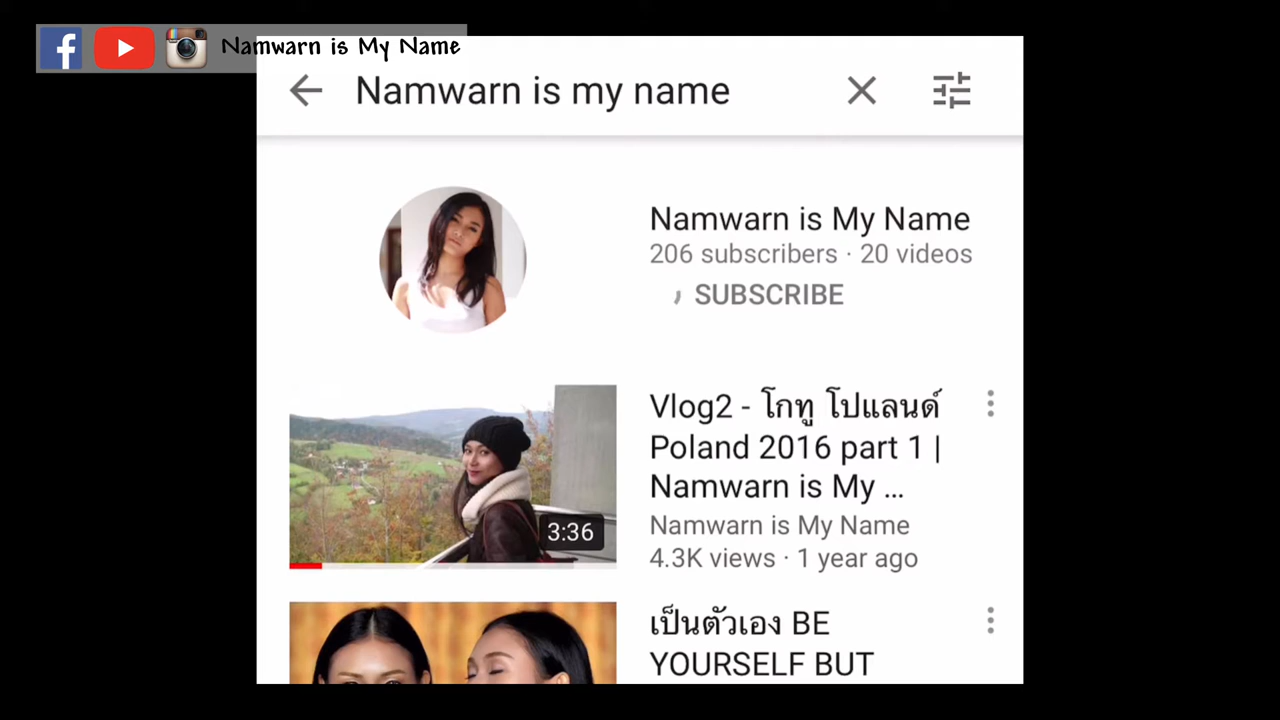 Namwarn is My Name
Namwarn is my name
Namwarn is My Name
206 subscribers · 20 videos
SUBSCRIBE
3:36
Vlog2 - โกทู โปแลนด์
Poland 2016 part 1 |
Namwarn is My ...
Namwarn is My Name
4.3K views · 1 year ago
เป็นตัวเอง BE
YOURSELF BUT